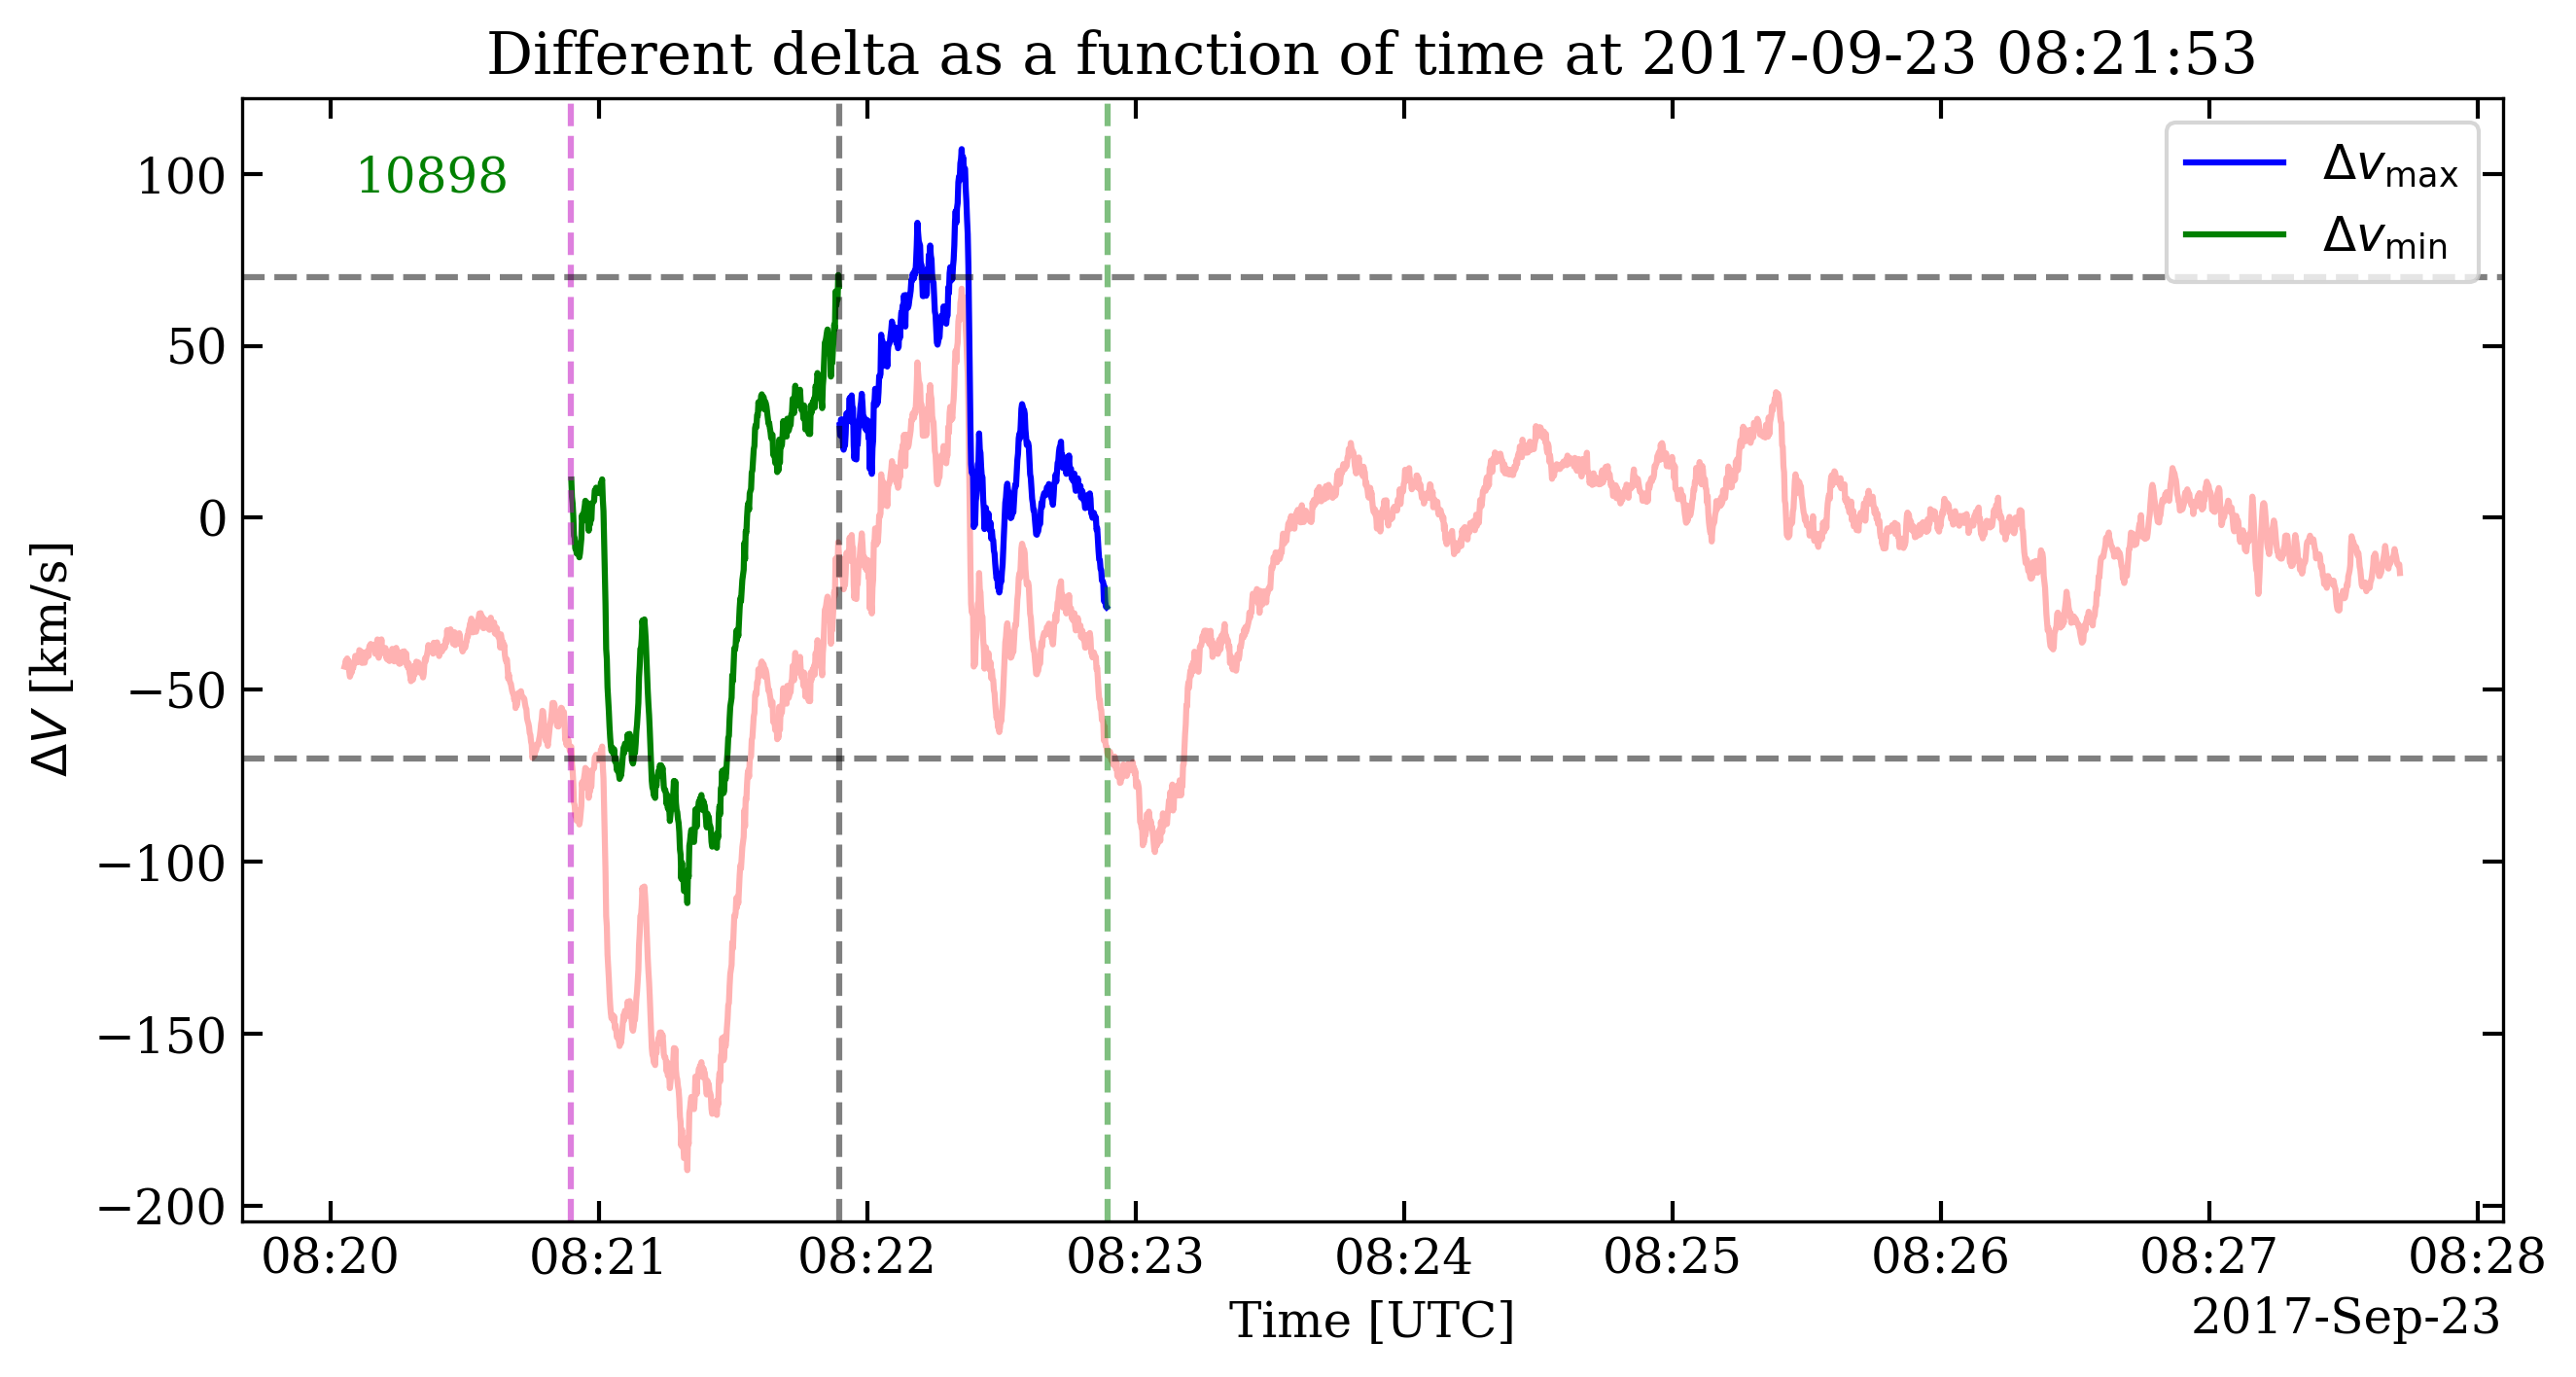 Different delta as a function of time at 2017-09-23 08:21:53
10898
Δv_max
Δv_min
ΔV [km/s]
100
50
0
−50
−100
−150
−200
08:20 08:21 08:22 08:23 08:24 08:25 08:26 08:27 08:28
Time [UTC]
2017-Sep-23